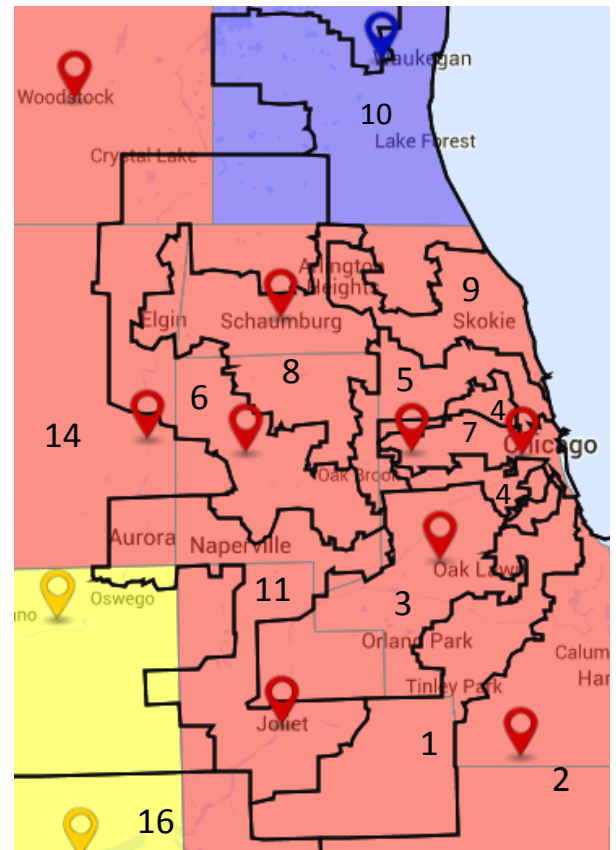 Waukegan
Woodstock
10
Lake Forest
Crystal Lake
Arlington
Heights
9
Elgin
Schaumburg
Skokie
8
5
6
4
14
7
Chicago
Oak Brook
4
Aurora
Naperville
Oak Lawn
11
Oswego
3
ano
Orland Park
Calum
Har
Tinley Park
Joliet
1
2
16